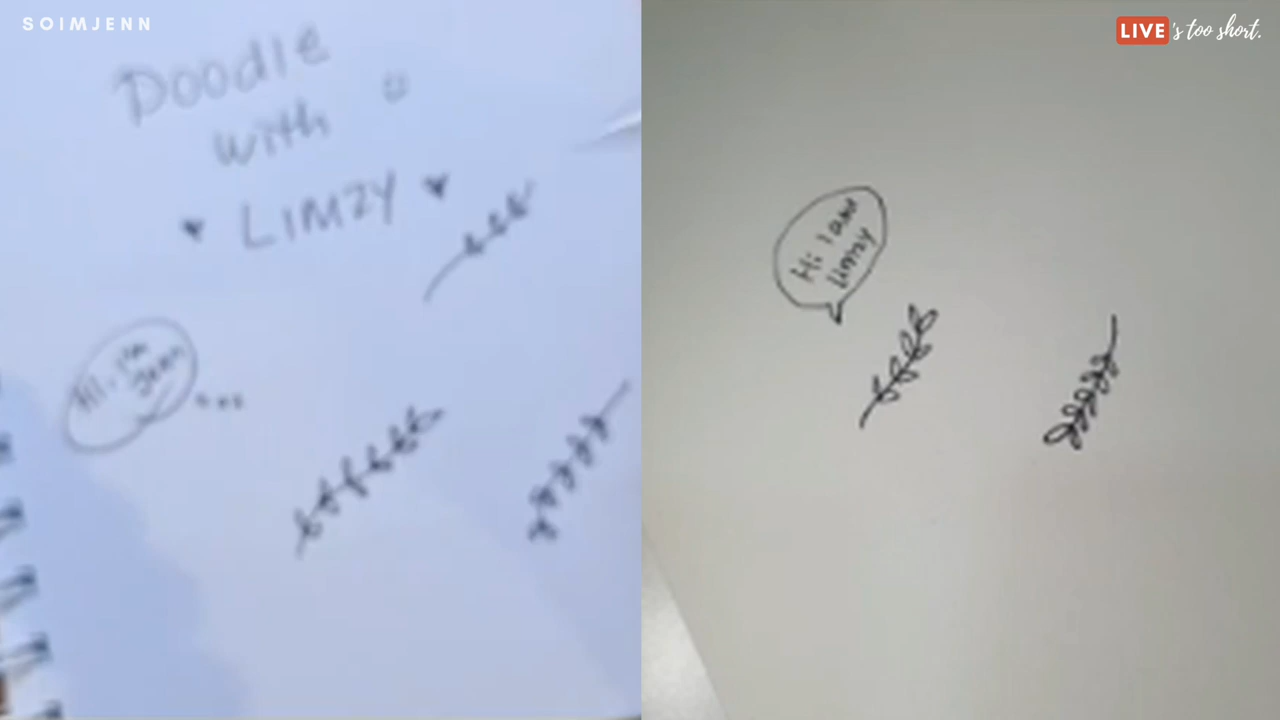 SOIMJENN
LIVE's too short.
Doodle
with
LIMZY
Hi, I'm
Jenn
Hi I am
Limzy